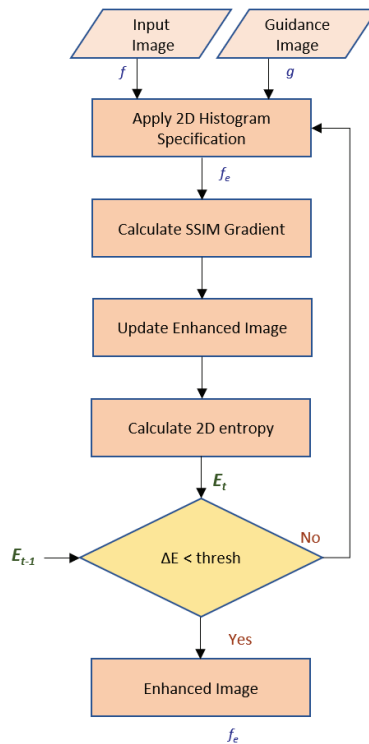 Input
Image
Guidance
Image
f
g
Apply 2D Histogram
Specification
fe
Calculate SSIM Gradient
Update Enhanced Image
Calculate 2D entropy
Et
Et-1
ΔE < thresh
No
Yes
Enhanced Image
fe